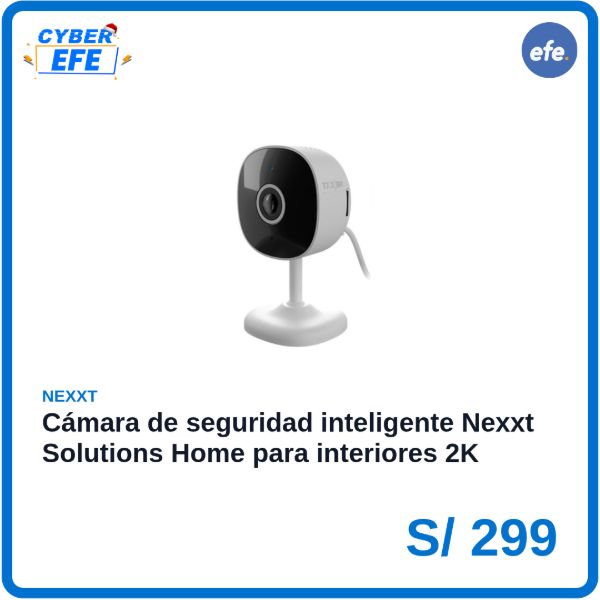 CYBER
EFE
efe.
NEXXT
Cámara de seguridad inteligente Nexxt
Solutions Home para interiores 2K
S/ 299